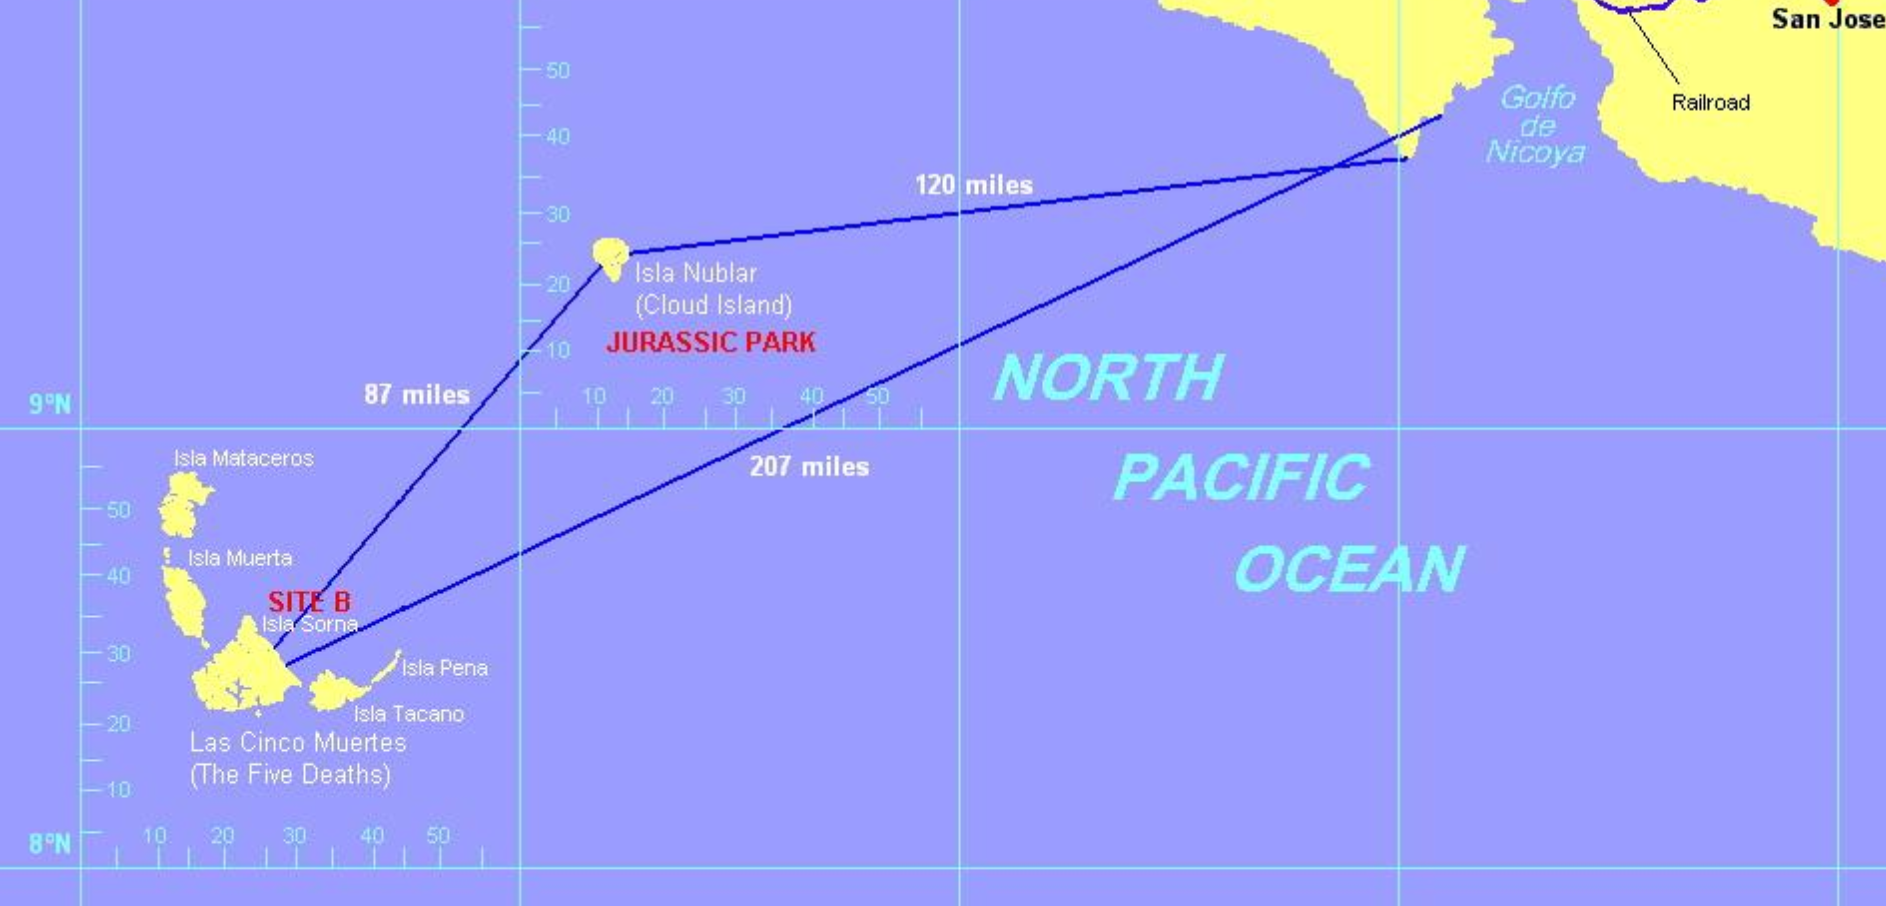 San Jose
Railroad
Golfo
de
Nicoya
50
40
30
20
10
120 miles
Isla Nublar
(Cloud Island)
JURASSIC PARK
10 20 30 40 50
87 miles
207 miles
NORTH
PACIFIC
OCEAN
9°N
Isla Mataceros
Isla Muerta
SITE B
Isla Sorna
Isla Pena
Isla Tacano
Las Cinco Muertes
(The Five Deaths)
50
40
30
20
10
10 20 30 40 50
8°N